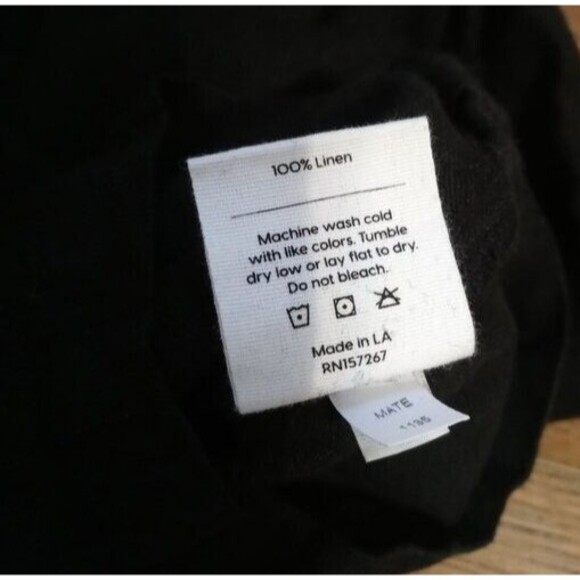 100% Linen
Machine wash cold
with like colors. Tumble
dry low or lay flat to dry.
Do not bleach.
Made in LA
RN157267
MATE